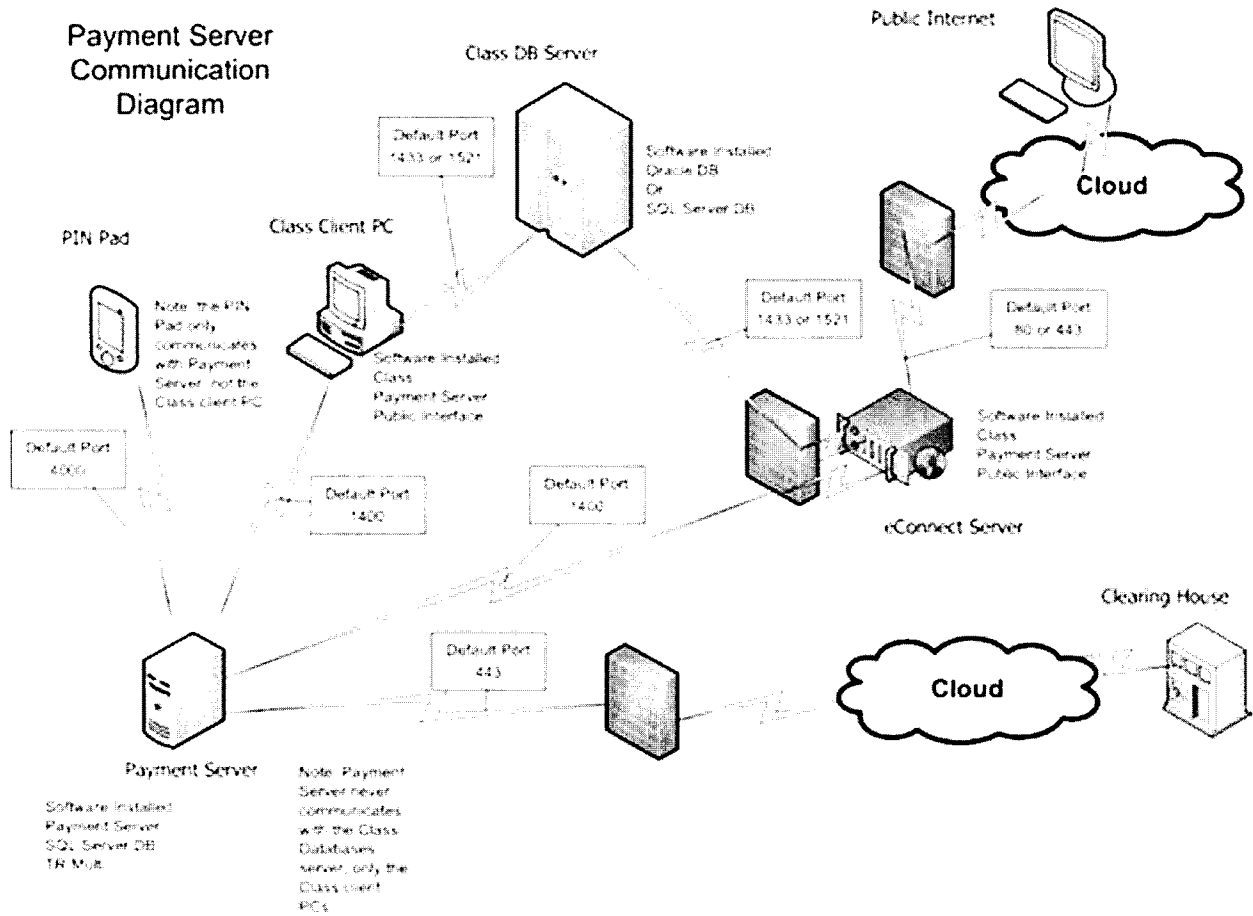 Payment Server
Communication
Diagram
Class DB Server
Public Internet
Default Port
1433 or 1521
Software Installed
Oracle DB
Or
SQL Server DB
Cloud
PIN Pad
Class Client PC
Note: the PIN
Pad only
communicates
with Payment
Server, not the
Class client PC
Software Installed
Class
Payment Server
Public Interface
Default Port
1433 or 1521
Default Port
80 or 443
Default Port
Default Port
1400
Default Port
1400
Software Installed
Class
Payment Server
Public Interface
eConnect Server
Clearing House
Default Port
443
Cloud
Payment Server
Software Installed
Payment Server
SQL Server DB
TR Multi
Note: Payment
Server never
communicates
with the Class
Databases
server, only the
Class client
PCs